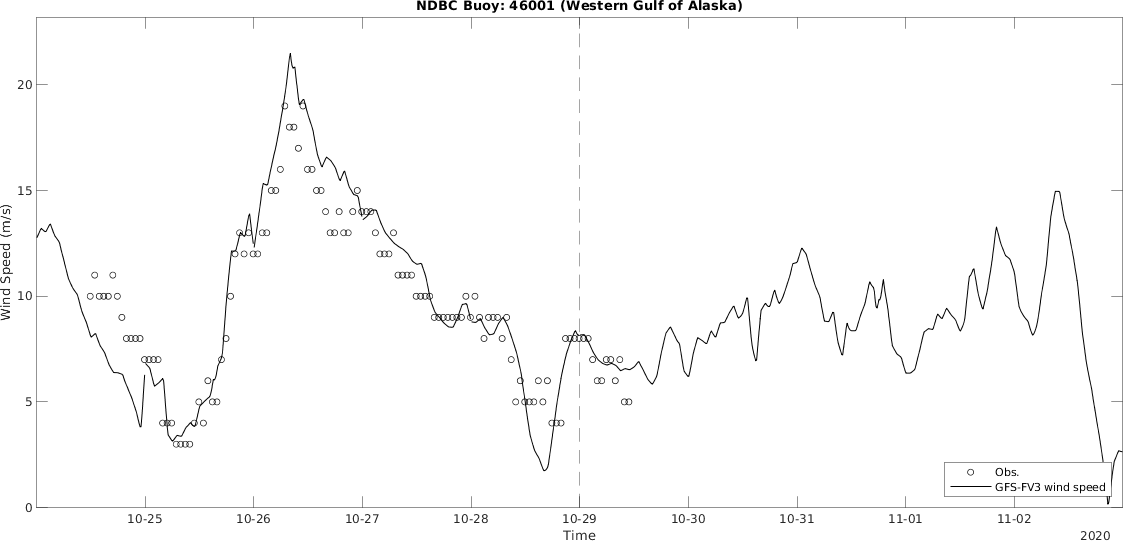 NDBC Buoy: 46001 (Western Gulf of Alaska)
20
15
10
5
0
Wind Speed (m/s)
10-25 10-26 10-27 10-28 10-29 10-30 10-31 11-01 11-02
Time
2020
Obs.
GFS-FV3 wind speed